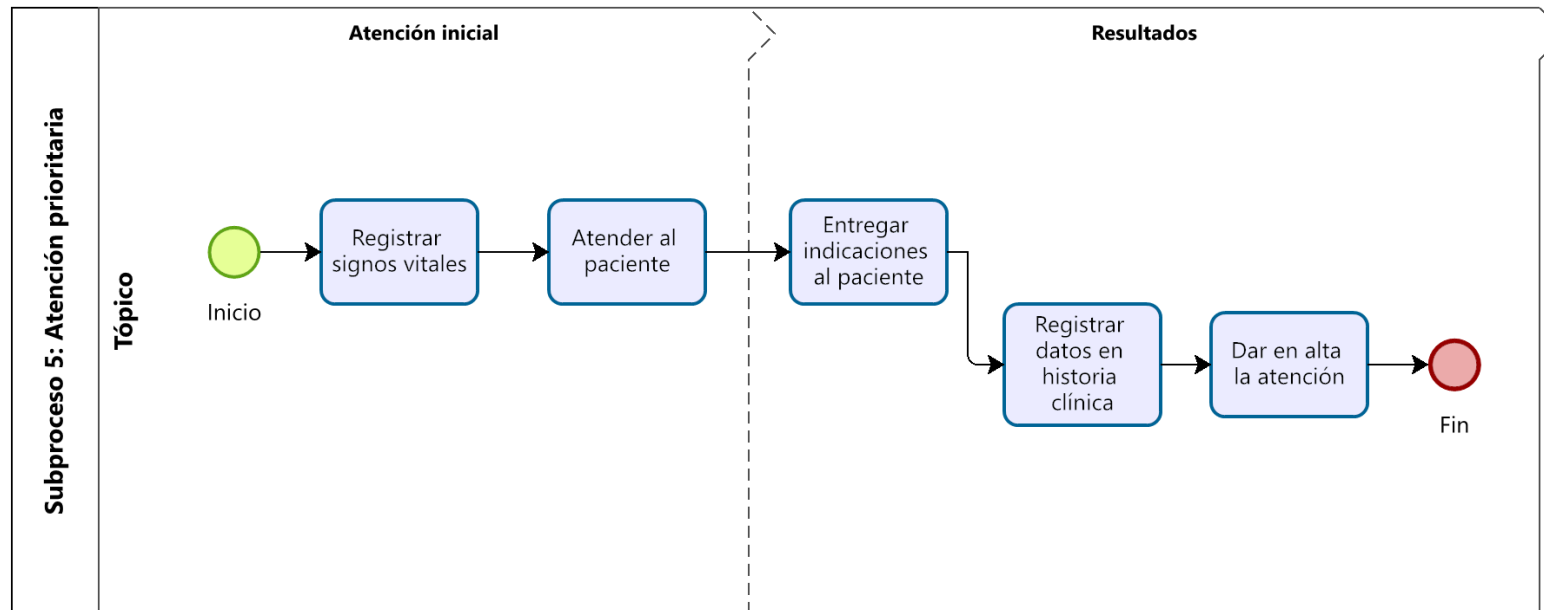 Atención inicial
Resultados
Subproceso 5: Atención prioritaria
Tópico
Inicio
Registrar
signos vitales
Atender al
paciente
Entregar
indicaciones
al paciente
Registrar
datos en
historia
clínica
Dar en alta
la atención
Fin